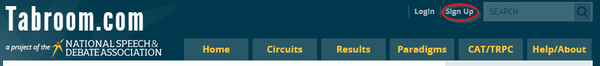 Tabroom.com
Login
Sign Up
SEARCH
a project of the NATIONAL SPEECH &
DEBATE ASSOCIATION
Home
Circuits
Results
Paradigms
CAT/TRPC
Help/About